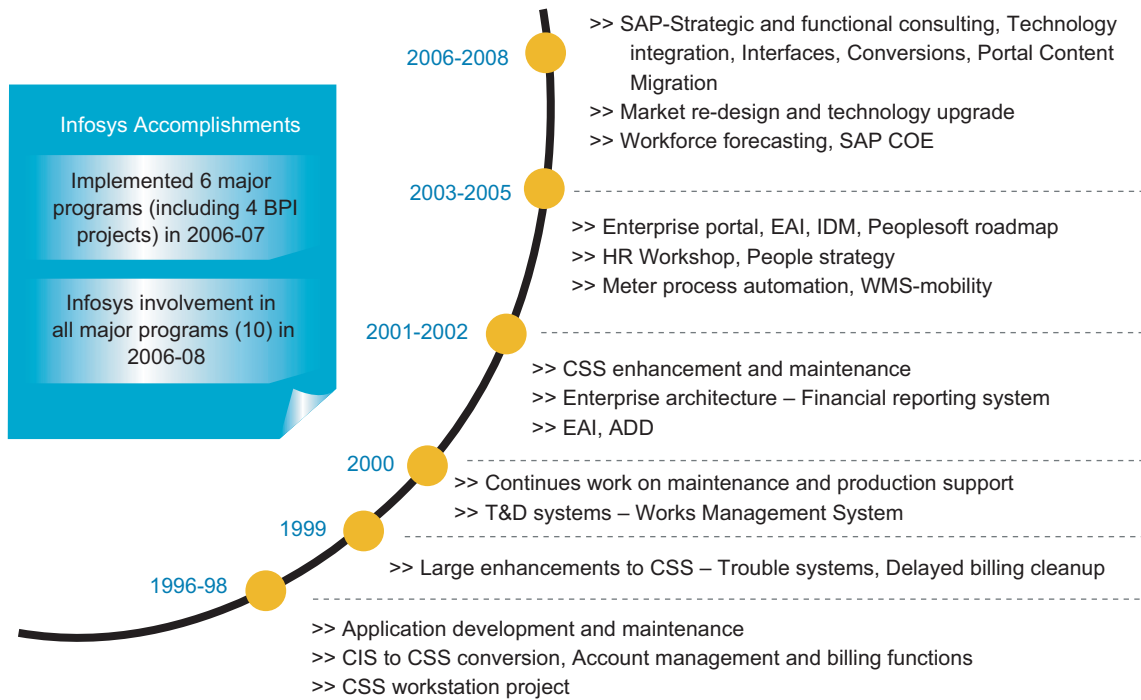 2006-2008
>> SAP-Strategic and functional consulting, Technology
integration, Interfaces, Conversions, Portal Content
Migration
>> Market re-design and technology upgrade
>> Workforce forecasting, SAP COE
Infosys Accomplishments
Implemented 6 major
programs (including 4 BPI
projects) in 2006-07
Infosys involvement in
all major programs (10) in
2006-08
2003-2005
>> Enterprise portal, EAI, IDM, Peoplesoft roadmap
>> HR Workshop, People strategy
>> Meter process automation, WMS-mobility
2001-2002
>> CSS enhancement and maintenance
>> Enterprise architecture – Financial reporting system
>> EAI, ADD
2000
>> Continues work on maintenance and production support
>> T&D systems – Works Management System
1999
>> Large enhancements to CSS – Trouble systems, Delayed billing cleanup
1996-98
>> Application development and maintenance
>> CIS to CSS conversion, Account management and billing functions
>> CSS workstation project